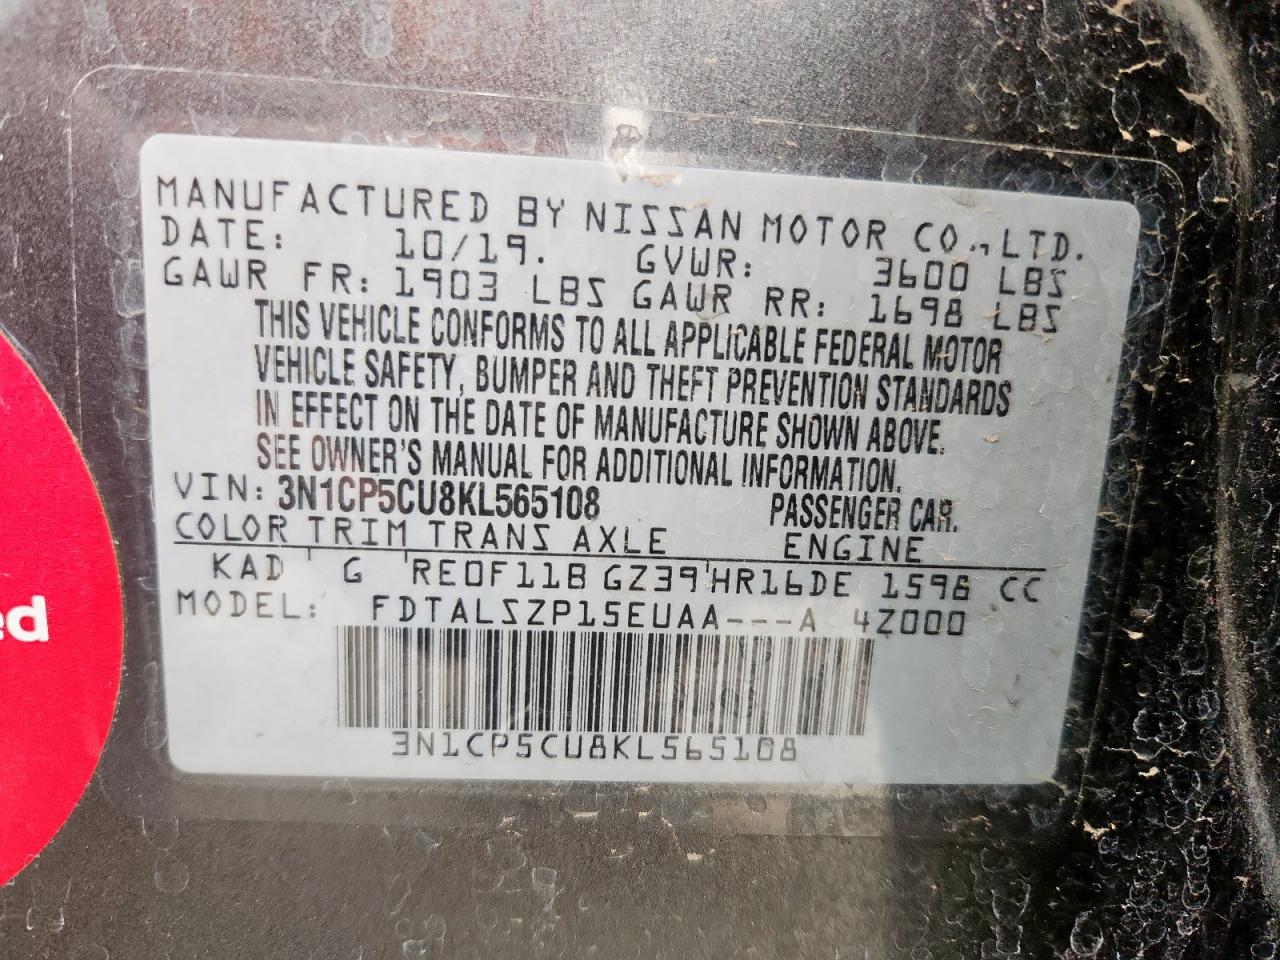 MANUFACTURED BY NISSAN MOTOR CO., LTD.
DATE: 10/19. GVWR: 3600 LBS
GAWR FR: 1903 LBS GAWR RR: 1698 LBS
THIS VEHICLE CONFORMS TO ALL APPLICABLE FEDERAL MOTOR
VEHICLE SAFETY, BUMPER AND THEFT PREVENTION STANDARDS
IN EFFECT ON THE DATE OF MANUFACTURE SHOWN ABOVE.
SEE OWNER'S MANUAL FOR ADDITIONAL INFORMATION.
VIN: 3N1CP5CU8KL565108 PASSENGER CAR.
COLOR TRIM TRANS AXLE ENGINE
KAD G RE0F11B GZ39 HR16DE 1598 CC
MODEL: FDTALSZP15EUAA---A 4Z000
3N1CP5CU8KL565108
ed